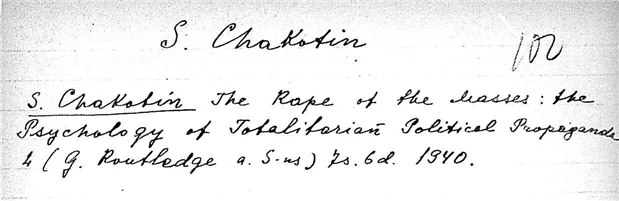 S. Chakotin
102
S. Chakotin The Rape of the Masses: the
Psychology of Totalitarian Political Propaganda
L (G. Routledge a. S-ns) 7s. 6d. 1940.